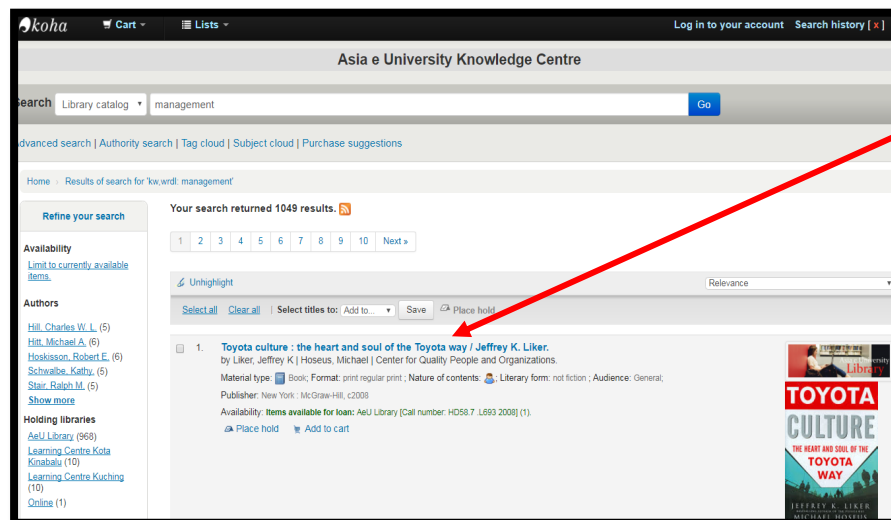 koha Cart Lists Log in to your account Search history [ x ]
Asia e University Knowledge Centre
Search Library catalog management Go
Advanced search | Authority search | Tag cloud | Subject cloud | Purchase suggestions
Home › Results of search for 'kw,wrdl: management'
Refine your search
Availability
Limit to currently available
items.
Authors
Hill, Charles W. L. (5)
Hitt, Michael A. (6)
Hoskisson, Robert E. (6)
Schwalbe, Kathy, (5)
Stair, Ralph M. (5)
Show more
Holding libraries
AeU Library (968)
Learning Centre Kota
Kinabalu (10)
Learning Centre Kuching
(10)
Online (1)
Your search returned 1049 results.
1 2 3 4 5 6 7 8 9 10 Next »
Unhighlight Relevance
Select all Clear all | Select titles to: Add to... Save Place hold
1. Toyota culture : the heart and soul of the Toyota way / Jeffrey K. Liker.
by Liker, Jeffrey K | Hoseus, Michael | Center for Quality People and Organizations.
Material type: Book; Format: print regular print ; Nature of contents: ; Literary form: not fiction ; Audience: General;
Publisher: New York : McGraw-Hill, c2008
Availability: Items available for loan: AeU Library [Call number: HD58.7 .L693 2008] (1).
Place hold Add to cart
University
Library
TOYOTA
CULTURE
THE HEART AND SOUL OF THE
TOYOTA
WAY
JEFFREY K. LIKER
MICHAEL HOSEUS